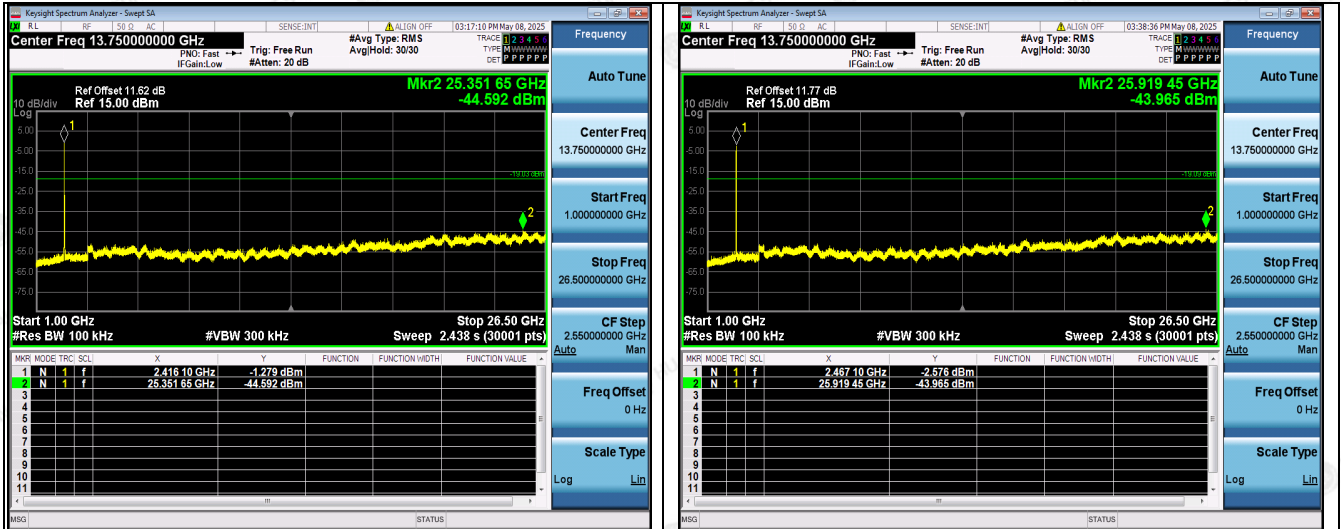 Keysight Spectrum Analyzer - Swept SA
RL RF 50 Ω AC SENSE:INT ALIGN OFF 03:17:10 PM May 08, 2025
Center Freq 13.750000000 GHz
PNO: Fast
IFGain:Low
Trig: Free Run
#Atten: 20 dB
#Avg Type: RMS
Avg|Hold: 30/30
TRACE 1 2 3 4 5 6
TYPE M W W W W W
DET P P P P P P
Mkr2 25.351 65 GHz
-44.592 dBm
Ref Offset 11.62 dB
Ref 15.00 dBm
10 dB/div
Log
1
5.00
-5.00
-15.0
-19.03 dBm
-25.0
-35.0
2
-45.0
-55.0
-65.0
-75.0
Start 1.00 GHz
Stop 26.50 GHz
#Res BW 100 kHz
#VBW 300 kHz
Sweep 2.438 s (30001 pts)
MKR MODE TRC SCL X Y FUNCTION FUNCTION WIDTH FUNCTION VALUE
1 N 1 f 2.416 10 GHz -1.279 dBm
2 N 1 f 25.351 65 GHz -44.592 dBm
3
4
5
6
7
8
9
10
11
MSG
STATUS
Frequency
Auto Tune
Center Freq
13.750000000 GHz
Start Freq
1.000000000 GHz
Stop Freq
26.500000000 GHz
CF Step
2.550000000 GHz
Auto Man
Freq Offset
0 Hz
Scale Type
Log Lin
Keysight Spectrum Analyzer - Swept SA
RL RF 50 Ω AC SENSE:INT ALIGN OFF 03:38:36 PM May 08, 2025
Center Freq 13.750000000 GHz
PNO: Fast
IFGain:Low
Trig: Free Run
#Atten: 20 dB
#Avg Type: RMS
Avg|Hold: 30/30
TRACE 1 2 3 4 5 6
TYPE M W W W W W
DET P P P P P P
Mkr2 25.919 45 GHz
-43.965 dBm
Ref Offset 11.77 dB
Ref 15.00 dBm
10 dB/div
Log
1
5.00
-5.00
-15.0
-19.09 dBm
-25.0
-35.0
2
-45.0
-55.0
-65.0
-75.0
Start 1.00 GHz
Stop 26.50 GHz
#Res BW 100 kHz
#VBW 300 kHz
Sweep 2.438 s (30001 pts)
MKR MODE TRC SCL X Y FUNCTION FUNCTION WIDTH FUNCTION VALUE
1 N 1 f 2.467 10 GHz -2.576 dBm
2 N 1 f 25.919 45 GHz -43.965 dBm
3
4
5
6
7
8
9
10
11
MSG
STATUS
Frequency
Auto Tune
Center Freq
13.750000000 GHz
Start Freq
1.000000000 GHz
Stop Freq
26.500000000 GHz
CF Step
2.550000000 GHz
Auto Man
Freq Offset
0 Hz
Scale Type
Log Lin